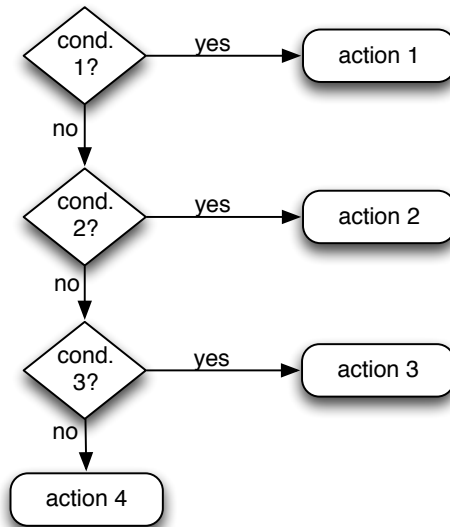 cond.
1?
yes
action 1
no
cond.
2?
yes
action 2
no
cond.
3?
yes
action 3
no
action 4